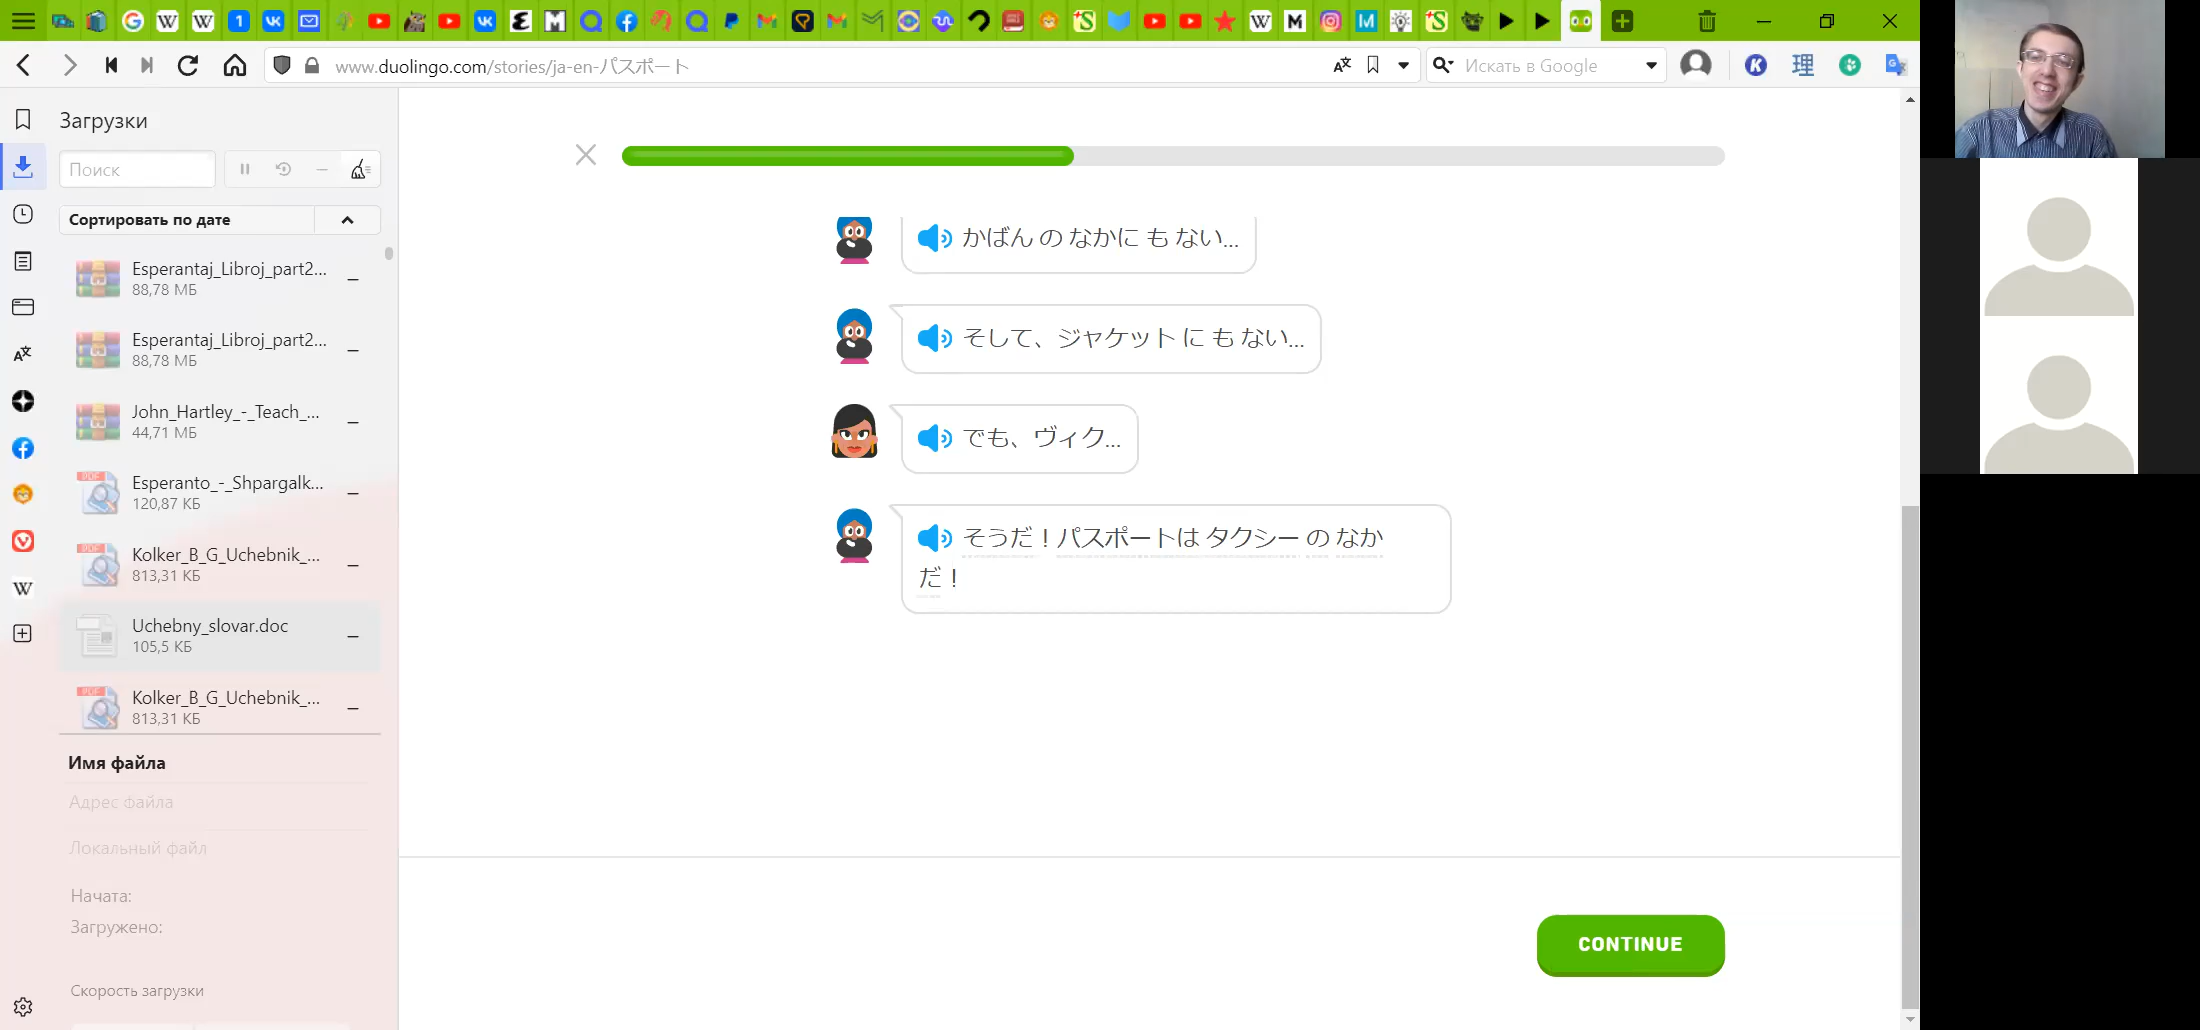 www.duolingo.com/stories/ja-en-パスポート
Искать в Google
Загрузки
Поиск
Сортировать по дате
Esperantaj_Libroj_part2...
88,78 МБ
Esperantaj_Libroj_part2...
88,78 МБ
John_Hartley_-_Teach_...
44,71 МБ
Esperanto_-_Shpargalk...
120,87 КБ
Kolker_B_G_Uchebnik_...
813,31 КБ
Uchebny_slovar.doc
105,5 КБ
Kolker_B_G_Uchebnik_...
813,31 КБ
Имя файла
Адрес файла
Локальный файл
Начата:
Загружено:
Скорость загрузки
かばん の なかに も ない...
そして、ジャケット に も ない...
でも、ヴィク...
そうだ！パスポートは タクシー の なか
だ！
CONTINUE